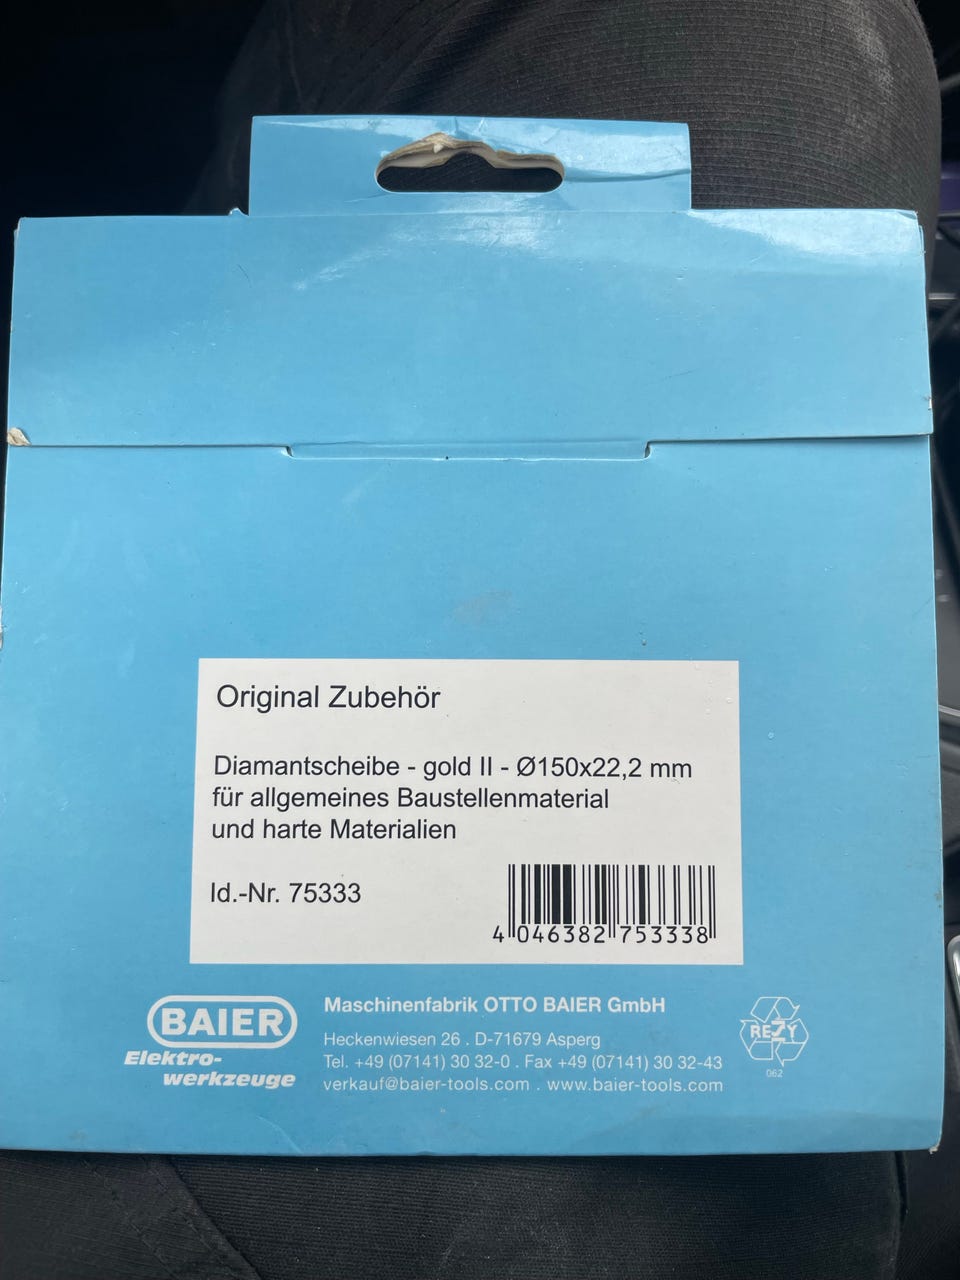 Original Zubehör
Diamantscheibe - gold II - Ø150x22,2 mm
für allgemeines Baustellenmaterial
und harte Materialien
Id.-Nr. 75333
4 046382 753338
BAIER
Elektro-
werkzeuge
Maschinenfabrik OTTO BAIER GmbH
Heckenwiesen 26 . D-71679 Asperg
Tel. +49 (07141) 30 32-0 . Fax +49 (07141) 30 32-43
verkauf@baier-tools.com . www.baier-tools.com
REZY
062